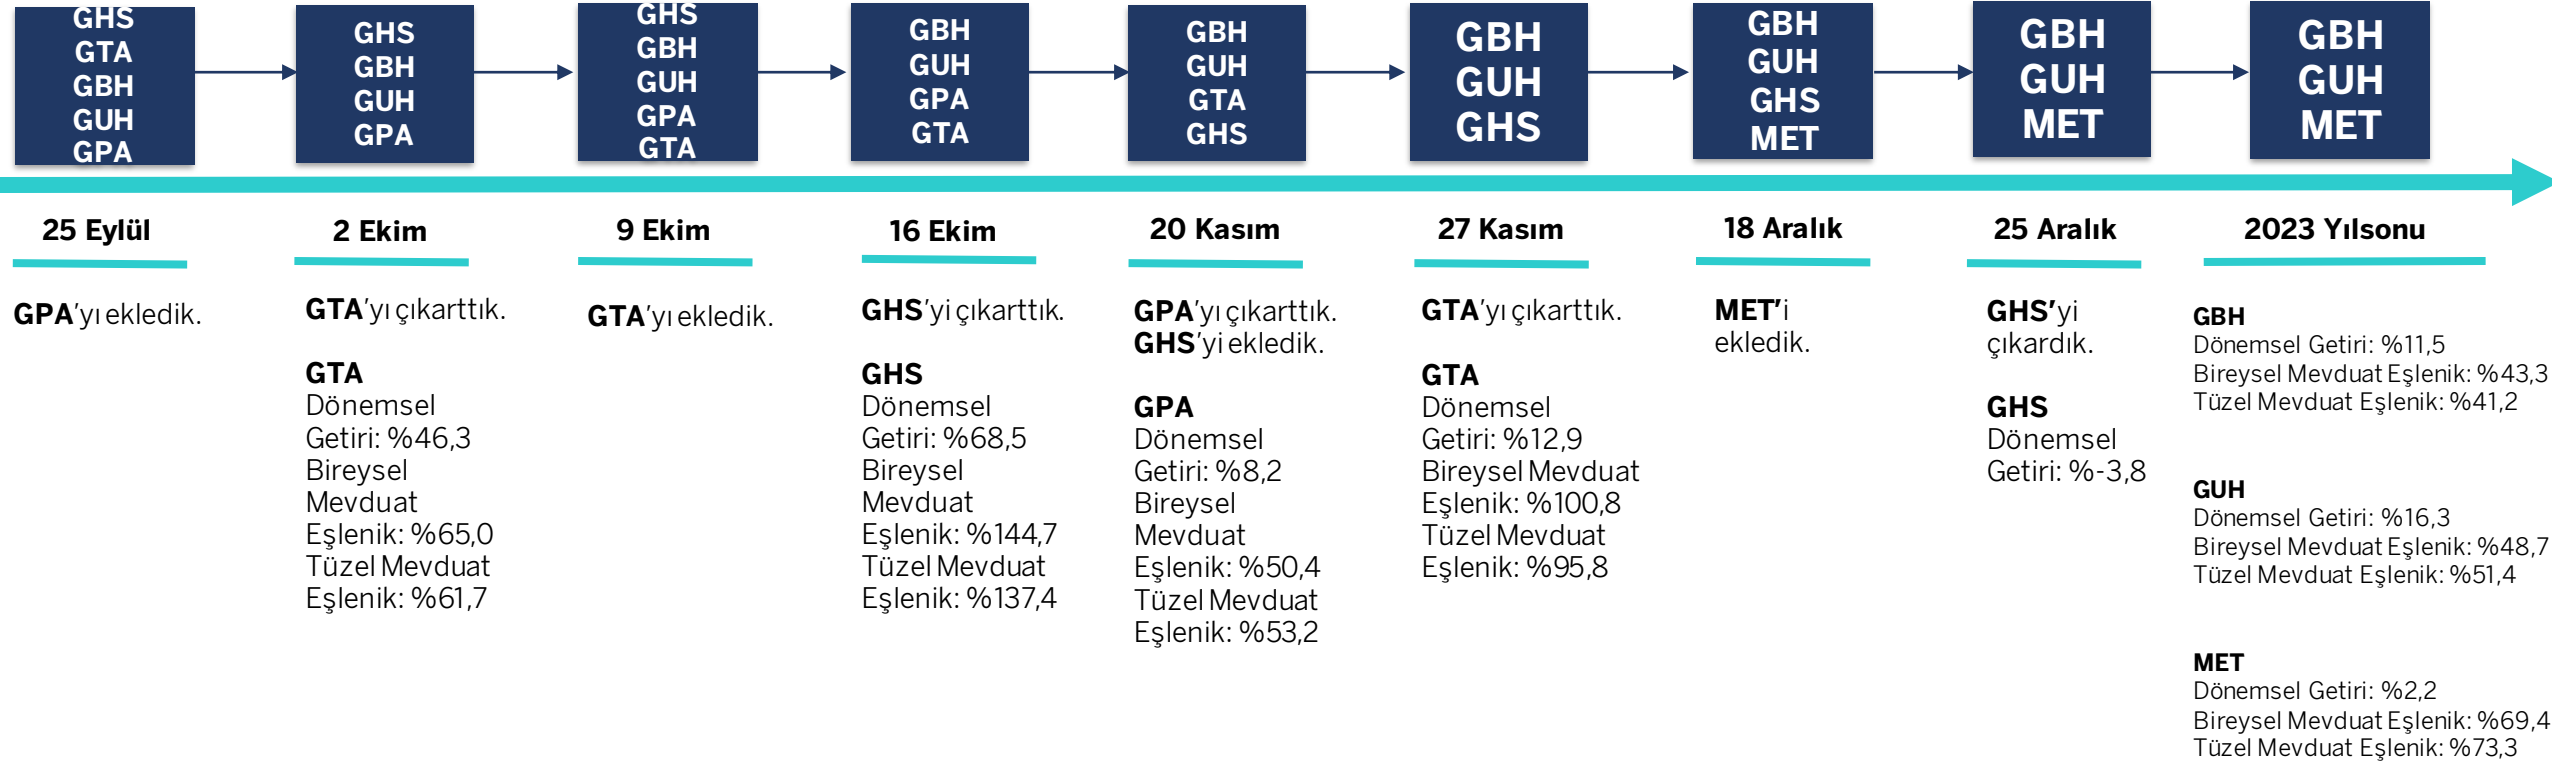 GHS
GTA
GBH
GUH
GPA
GHS
GBH
GUH
GPA
GHS
GBH
GUH
GPA
GTA
GBH
GUH
GPA
GTA
GBH
GUH
GTA
GHS
GBH
GUH
GHS
GBH
GUH
GHS
MET
GBH
GUH
MET
GBH
GUH
MET
25 Eylül
GPA'yı ekledik.
2 Ekim
GTA'yı çıkarttık.
GTA
Dönemsel
Getiri: %46,3
Bireysel
Mevduat
Eşlenik: %65,0
Tüzel Mevduat
Eşlenik: %61,7
9 Ekim
GTA'yı ekledik.
16 Ekim
GHS'yi çıkarttık.
GHS
Dönemsel
Getiri: %68,5
Bireysel
Mevduat
Eşlenik: %144,7
Tüzel Mevduat
Eşlenik: %137,4
20 Kasım
GPA'yı çıkarttık.
GHS'yi ekledik.
GPA
Dönemsel
Getiri: %8,2
Bireysel
Mevduat
Eşlenik: %50,4
Tüzel Mevduat
Eşlenik: %53,2
27 Kasım
GTA'yı çıkarttık.
GTA
Dönemsel
Getiri: %12,9
Bireysel Mevduat
Eşlenik: %100,8
Tüzel Mevduat
Eşlenik: %95,8
18 Aralık
MET'i
ekledik.
25 Aralık
GHS'yi
çıkardık.
GHS
Dönemsel
Getiri: %-3,8
2023 Yılsonu
GBH
Dönemsel Getiri: %11,5
Bireysel Mevduat Eşlenik: %43,3
Tüzel Mevduat Eşlenik: %41,2
GUH
Dönemsel Getiri: %16,3
Bireysel Mevduat Eşlenik: %48,7
Tüzel Mevduat Eşlenik: %51,4
MET
Dönemsel Getiri: %2,2
Bireysel Mevduat Eşlenik: %69,4
Tüzel Mevduat Eşlenik: %73,3